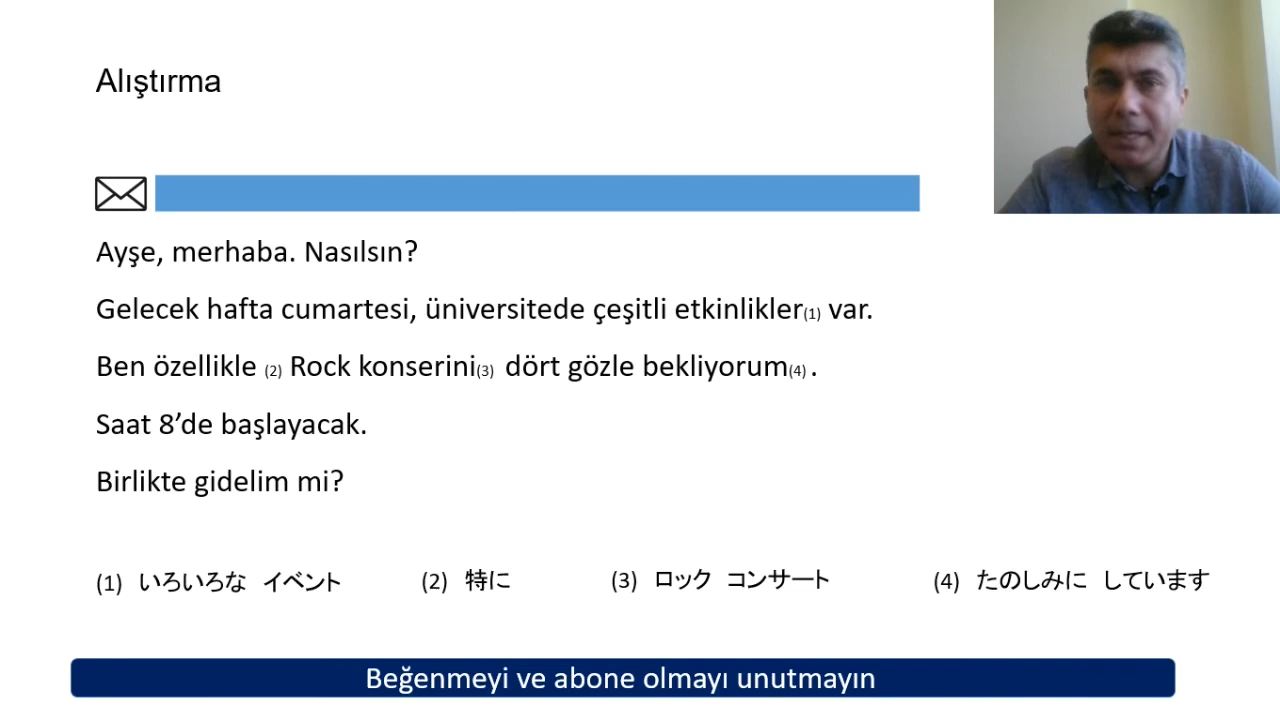 Alıştırma
Ayşe, merhaba. Nasılsın?
Gelecek hafta cumartesi, üniversitede çeşitli etkinlikler(1) var.
Ben özellikle (2) Rock konserini(3) dört gözle bekliyorum(4) .
Saat 8’de başlayacak.
Birlikte gidelim mi?
(1) いろいろな イベント (2) 特に (3) ロック コンサート (4) たのしみに しています
Beğenmeyi ve abone olmayı unutmayın